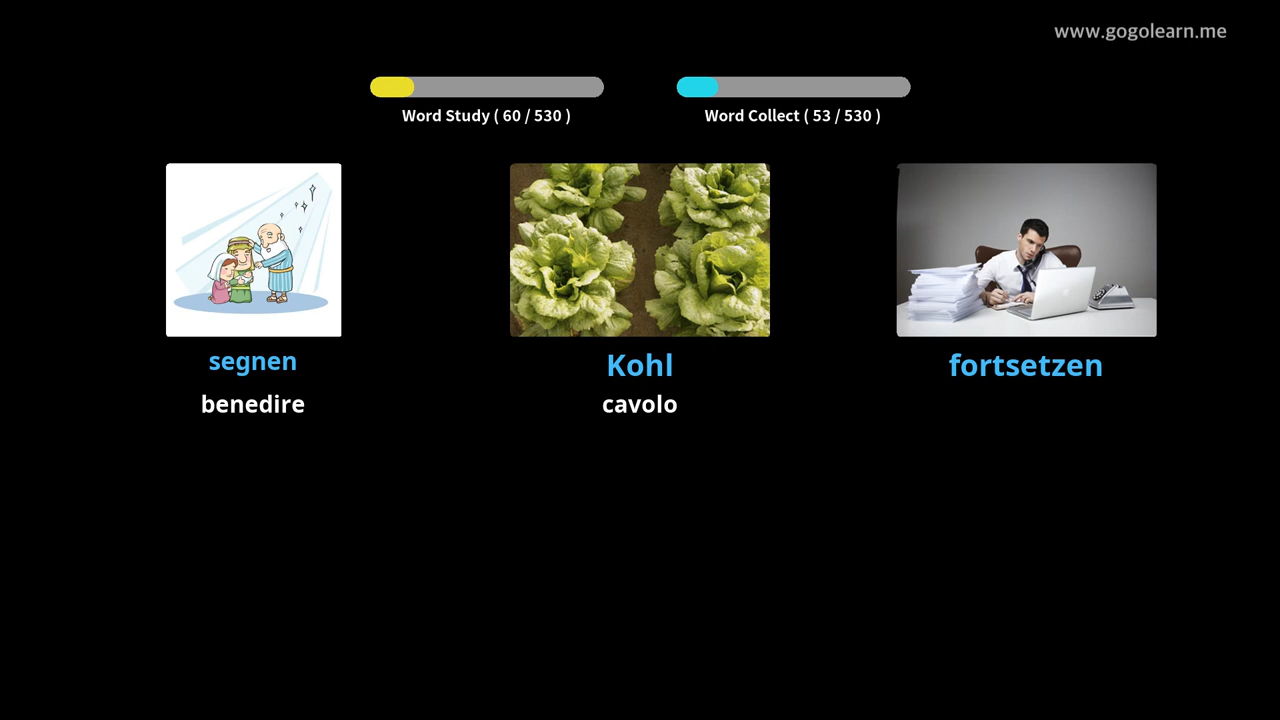 www.gogolearn.me
Word Study ( 60 / 530 )
Word Collect ( 53 / 530 )
segnen
benedire
Kohl
cavolo
fortsetzen